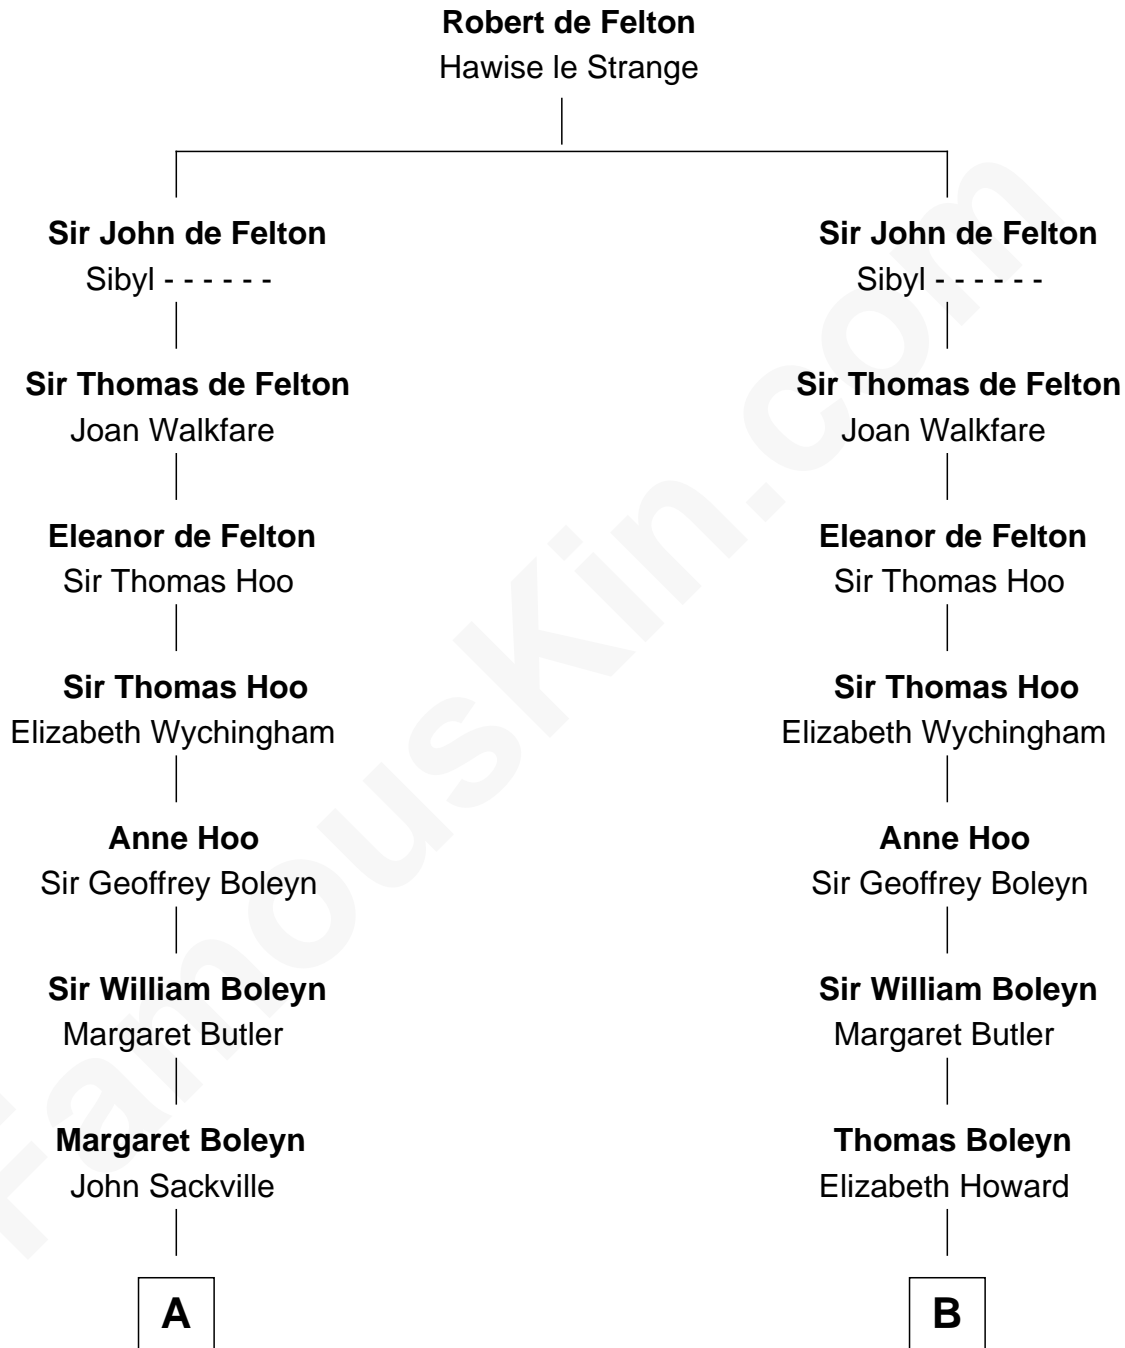 Robert de Felton
Hawise le Strange
Sir John de Felton
Sibyl - - - - - -
Sir John de Felton
Sibyl - - - - - -
Sir Thomas de Felton
Joan Walkfare
Sir Thomas de Felton
Joan Walkfare
Eleanor de Felton
Sir Thomas Hoo
Eleanor de Felton
Sir Thomas Hoo
Sir Thomas Hoo
Elizabeth Wychingham
Sir Thomas Hoo
Elizabeth Wychingham
Anne Hoo
Sir Geoffrey Boleyn
Anne Hoo
Sir Geoffrey Boleyn
Sir William Boleyn
Margaret Butler
Sir William Boleyn
Margaret Butler
Margaret Boleyn
John Sackville
Thomas Boleyn
Elizabeth Howard
A
B
FamousKin.com